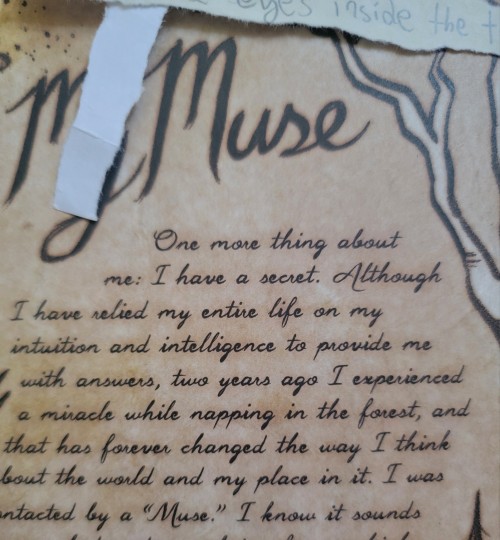 eyes inside the t
My Muse
One more thing about
me: I have a secret. Although
I have relied my entire life on my
intuition and intelligence to provide me
with answers, two years ago I experienced
a miracle while napping in the forest, and
that has forever changed the way I think
bout the world and my place in it. I was
ntacted by a “Muse.” I know it sounds